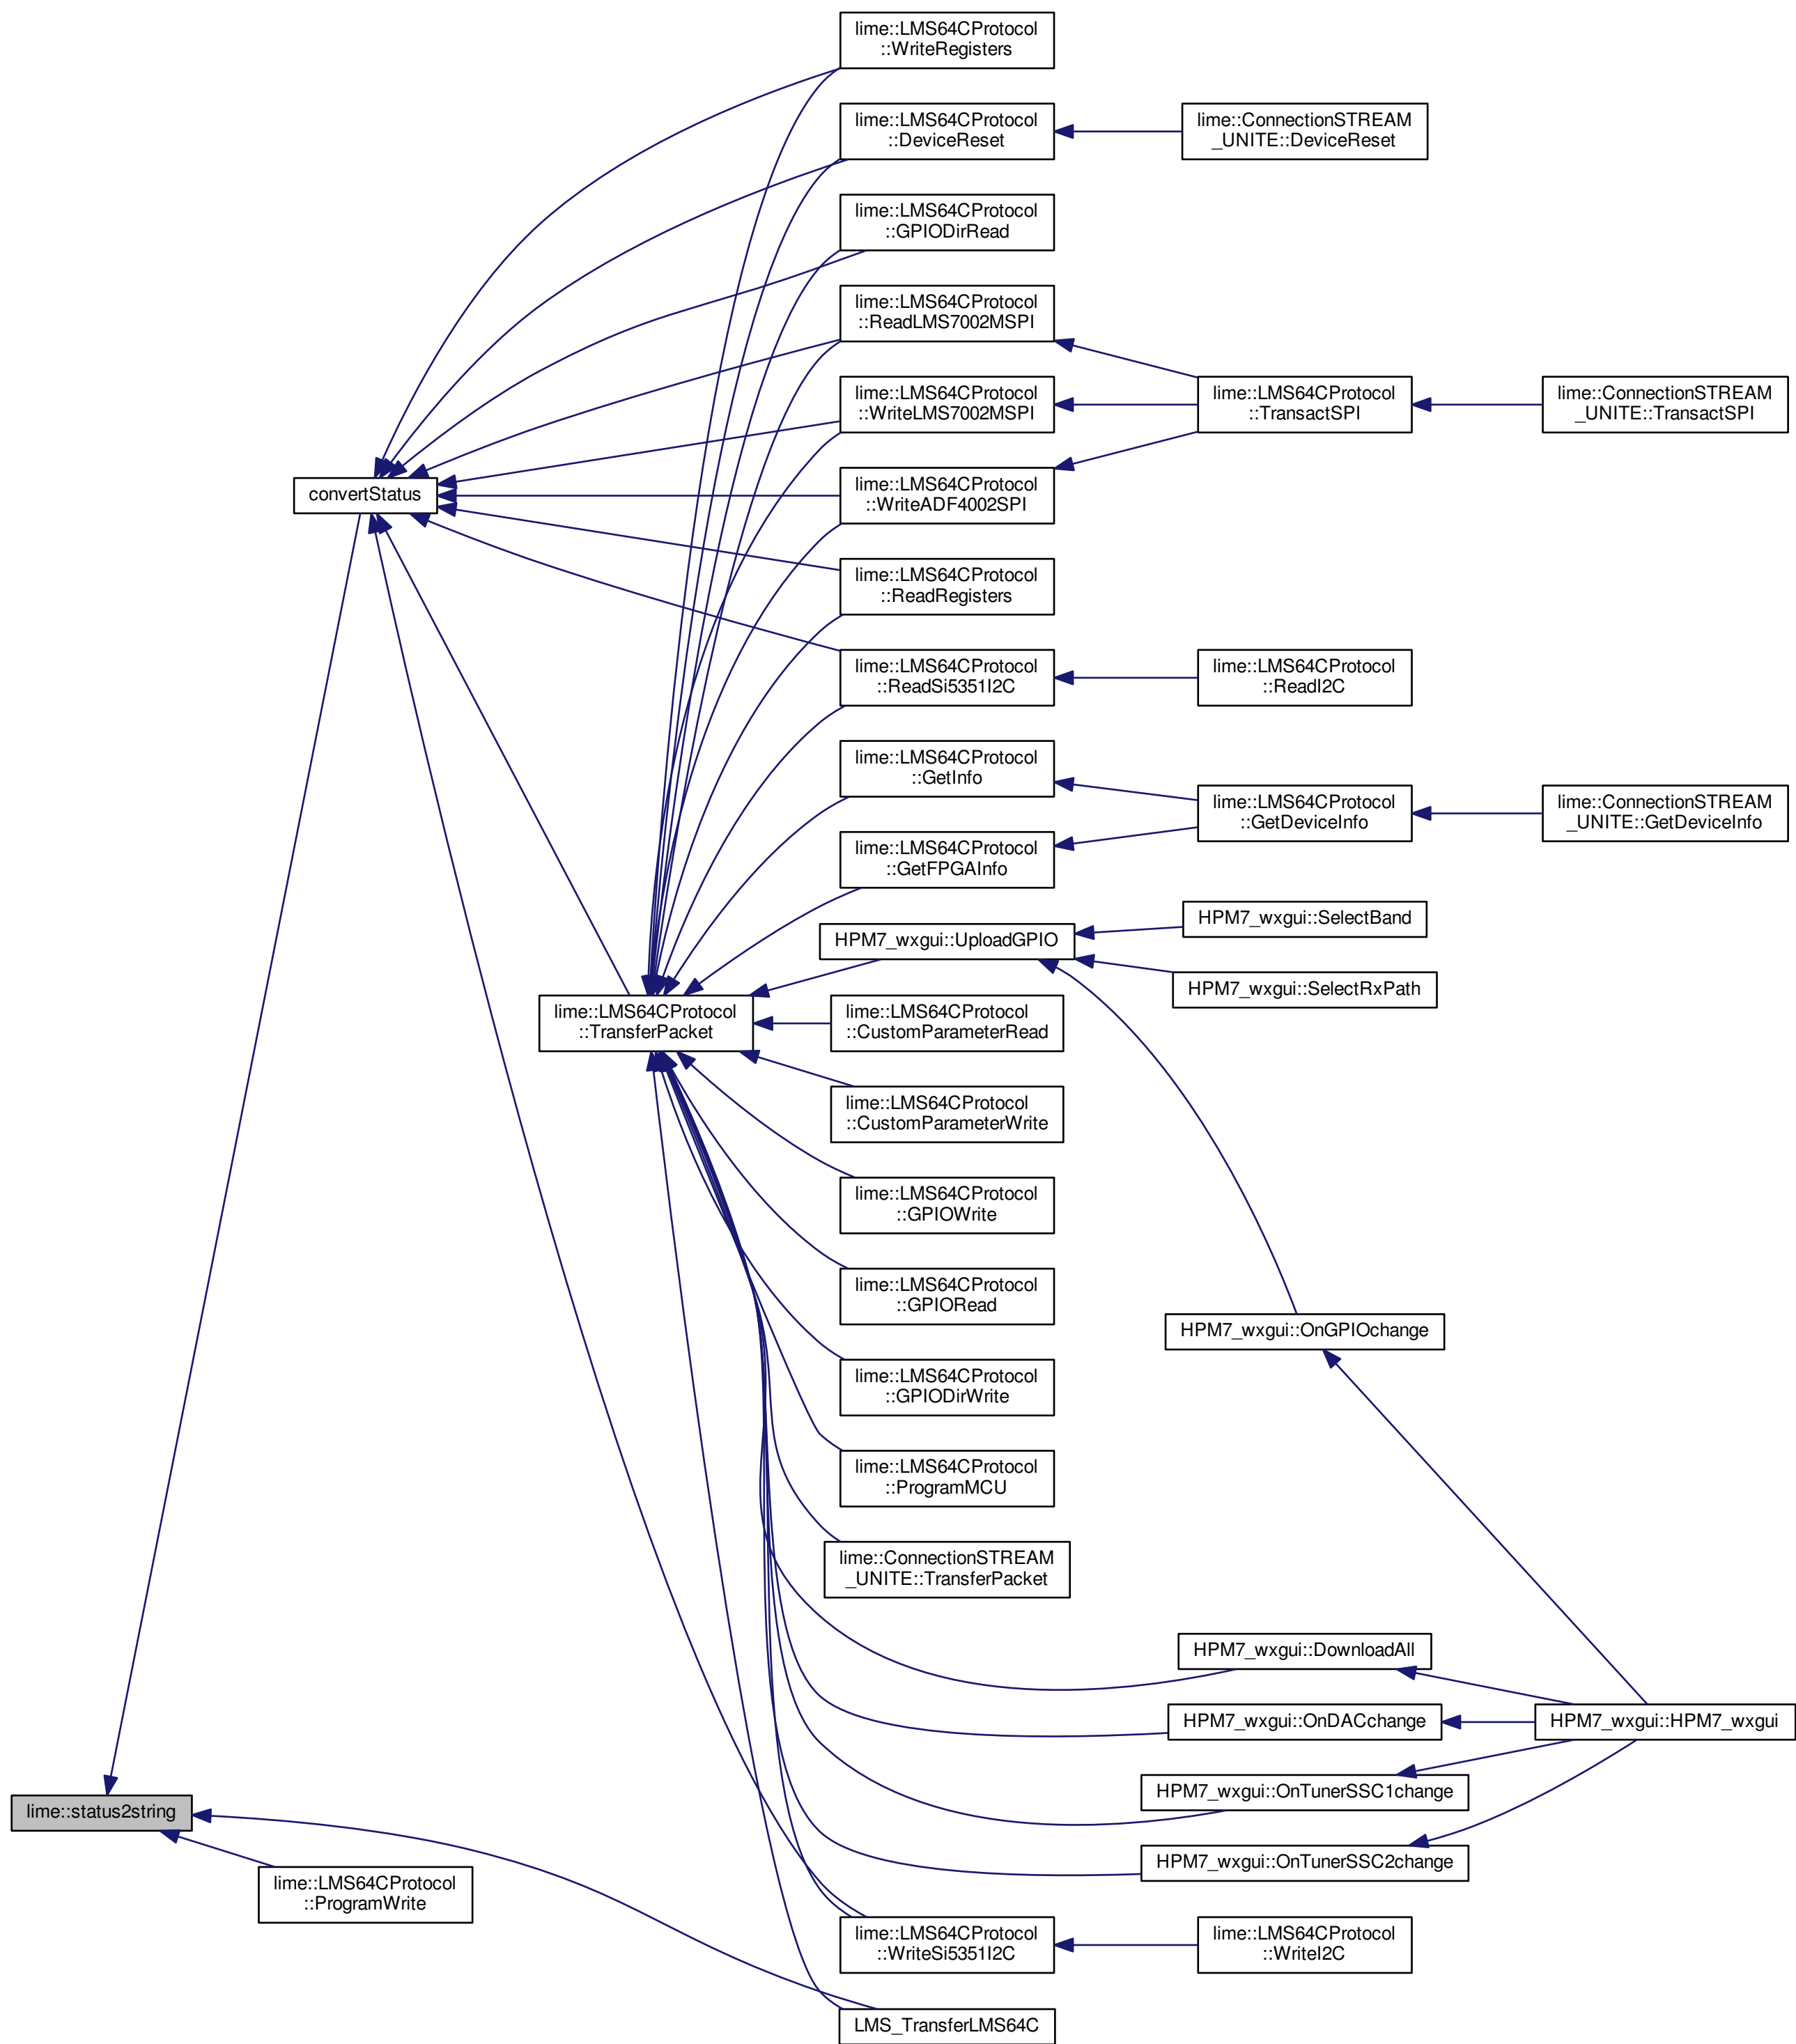 lime::LMS64CProtocol
::WriteRegisters
lime::LMS64CProtocol
::DeviceReset
lime::ConnectionSTREAM
_UNITE::DeviceReset
lime::LMS64CProtocol
::GPIODirRead
lime::LMS64CProtocol
::ReadLMS7002MSPI
lime::LMS64CProtocol
::WriteLMS7002MSPI
lime::LMS64CProtocol
::TransactSPI
lime::ConnectionSTREAM
_UNITE::TransactSPI
convertStatus
lime::LMS64CProtocol
::WriteADF4002SPI
lime::LMS64CProtocol
::ReadRegisters
lime::LMS64CProtocol
::ReadSi5351I2C
lime::LMS64CProtocol
::ReadI2C
lime::LMS64CProtocol
::GetInfo
lime::LMS64CProtocol
::GetDeviceInfo
lime::ConnectionSTREAM
_UNITE::GetDeviceInfo
lime::LMS64CProtocol
::GetFPGAInfo
HPM7_wxgui::SelectBand
HPM7_wxgui::UploadGPIO
HPM7_wxgui::SelectRxPath
lime::LMS64CProtocol
::TransferPacket
lime::LMS64CProtocol
::CustomParameterRead
lime::LMS64CProtocol
::CustomParameterWrite
lime::LMS64CProtocol
::GPIOWrite
lime::LMS64CProtocol
::GPIORead
HPM7_wxgui::OnGPIOchange
lime::LMS64CProtocol
::GPIODirWrite
lime::LMS64CProtocol
::ProgramMCU
lime::ConnectionSTREAM
_UNITE::TransferPacket
HPM7_wxgui::DownloadAll
HPM7_wxgui::OnDACchange
HPM7_wxgui::HPM7_wxgui
HPM7_wxgui::OnTunerSSC1change
lime::status2string
HPM7_wxgui::OnTunerSSC2change
lime::LMS64CProtocol
::ProgramWrite
lime::LMS64CProtocol
::WriteSi5351I2C
lime::LMS64CProtocol
::WriteI2C
LMS_TransferLMS64C